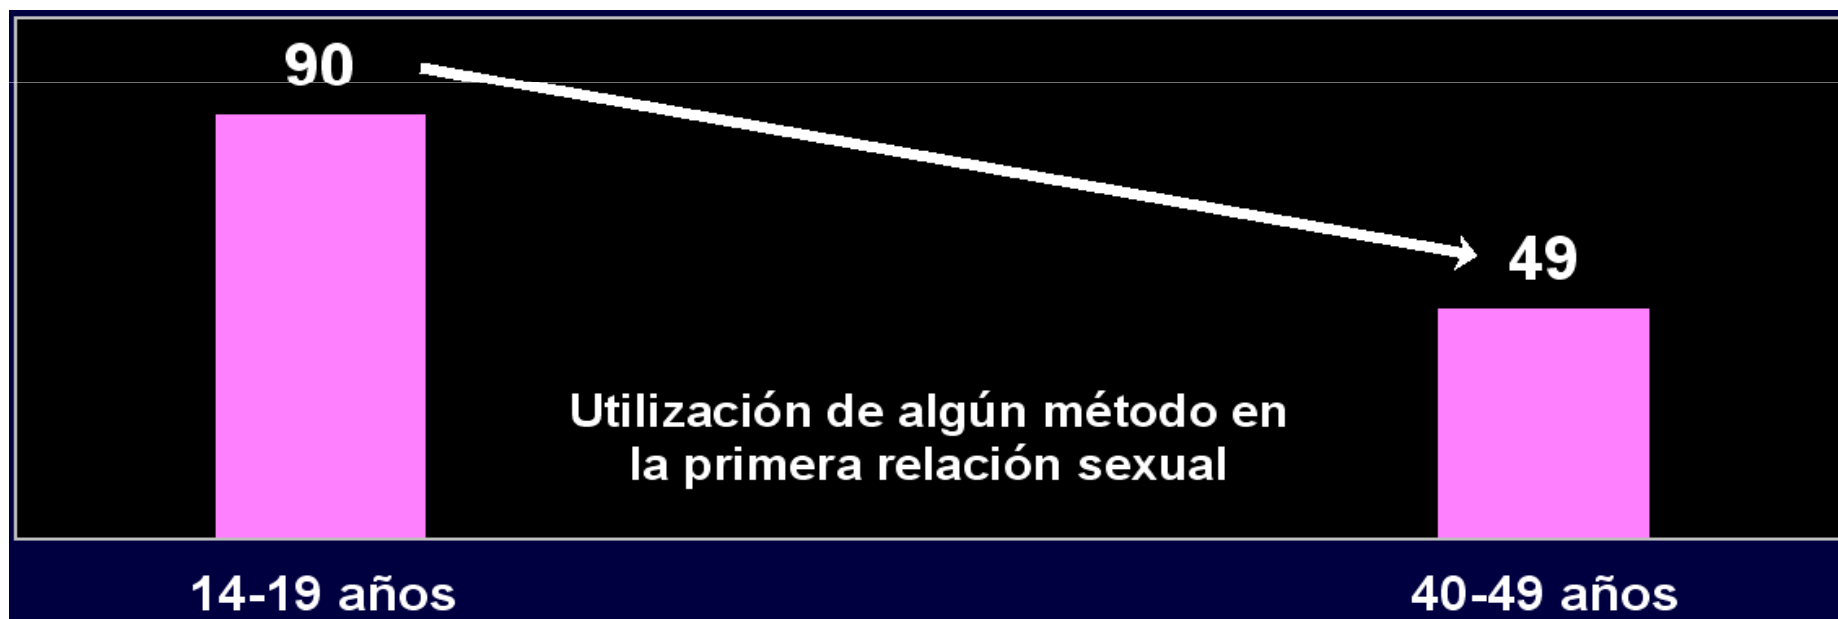 90
49
Utilización de algún método en
la primera relación sexual
14-19 años
40-49 años